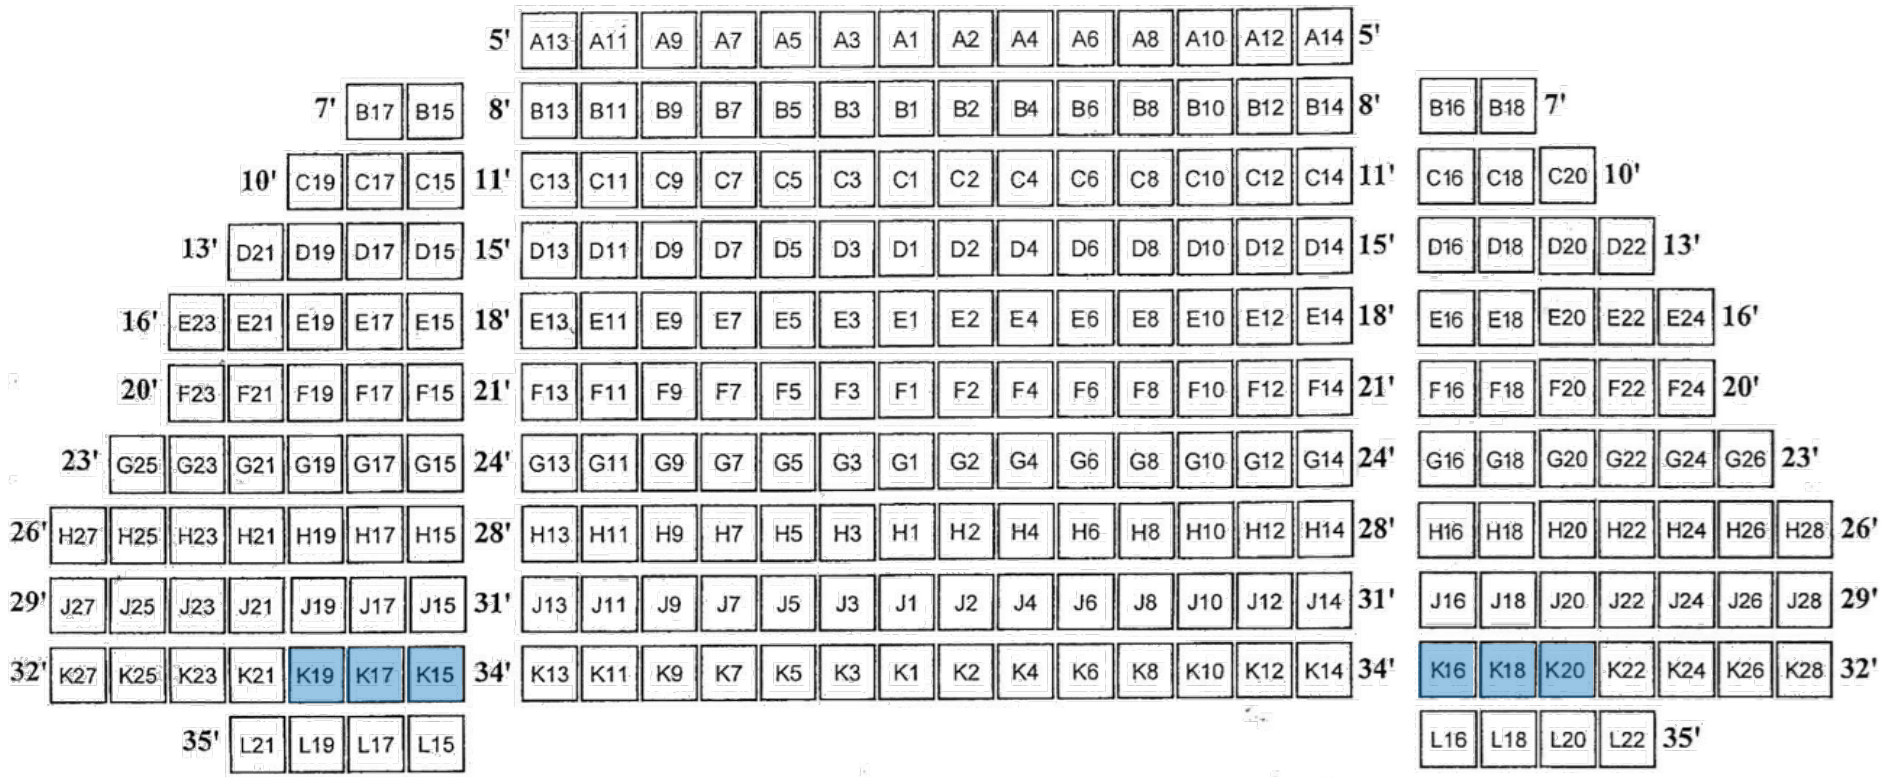 5' A13 A11 A9 A7 A5 A3 A1 A2 A4 A6 A8 A10 A12 A14 5'
7' B17 B15 8' B13 B11 B9 B7 B5 B3 B1 B2 B4 B6 B8 B10 B12 B14 8' B16 B18 7'
10' C19 C17 C15 11' C13 C11 C9 C7 C5 C3 C1 C2 C4 C6 C8 C10 C12 C14 11' C16 C18 C20 10'
13' D21 D19 D17 D15 15' D13 D11 D9 D7 D5 D3 D1 D2 D4 D6 D8 D10 D12 D14 15' D16 D18 D20 D22 13'
16' E23 E21 E19 E17 E15 18' E13 E11 E9 E7 E5 E3 E1 E2 E4 E6 E8 E10 E12 E14 18' E16 E18 E20 E22 E24 16'
20' F23 F21 F19 F17 F15 21' F13 F11 F9 F7 F5 F3 F1 F2 F4 F6 F8 F10 F12 F14 21' F16 F18 F20 F22 F24 20'
23' G25 G23 G21 G19 G17 G15 24' G13 G11 G9 G7 G5 G3 G1 G2 G4 G6 G8 G10 G12 G14 24' G16 G18 G20 G22 G24 G26 23'
26' H27 H25 H23 H21 H19 H17 H15 28' H13 H11 H9 H7 H5 H3 H1 H2 H4 H6 H8 H10 H12 H14 28' H16 H18 H20 H22 H24 H26 H28 26'
29' J27 J25 J23 J21 J19 J17 J15 31' J13 J11 J9 J7 J5 J3 J1 J2 J4 J6 J8 J10 J12 J14 31' J16 J18 J20 J22 J24 J26 J28 29'
32' K27 K25 K23 K21 K19 K17 K15 34' K13 K11 K9 K7 K5 K3 K1 K2 K4 K6 K8 K10 K12 K14 34' K16 K18 K20 K22 K24 K26 K28 32'
35' L21 L19 L17 L15 L16 L18 L20 L22 35'